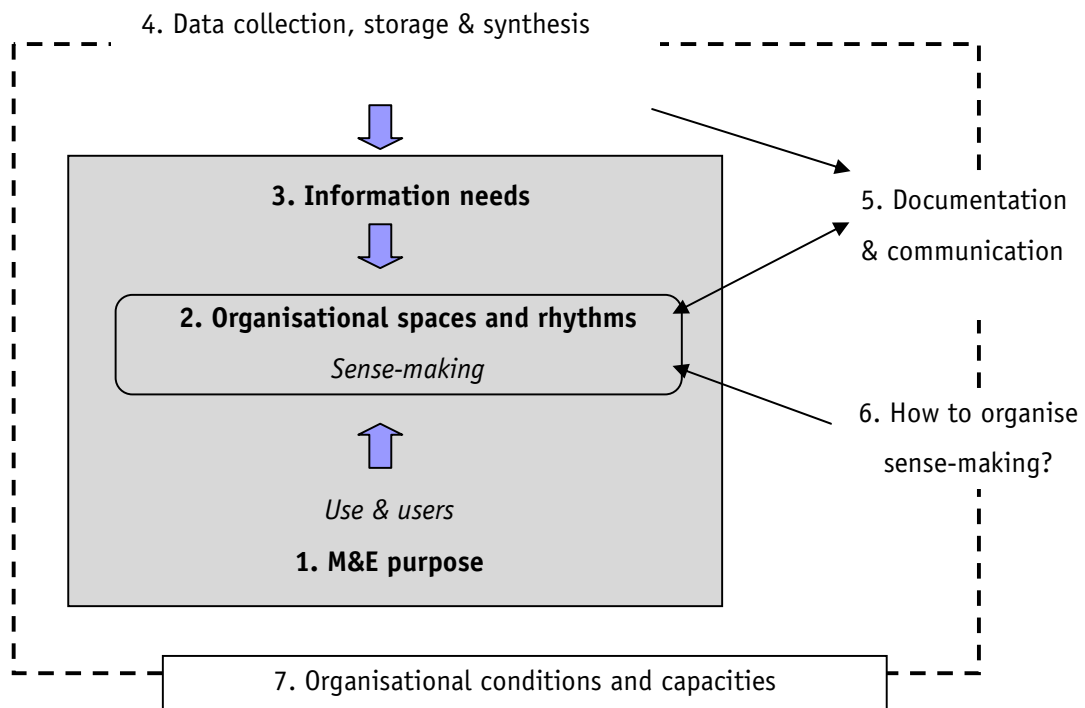 4. Data collection, storage & synthesis
3. Information needs
5. Documentation
& communication
2. Organisational spaces and rhythms
Sense-making
6. How to organise
sense-making?
Use & users
1. M&E purpose
7. Organisational conditions and capacities